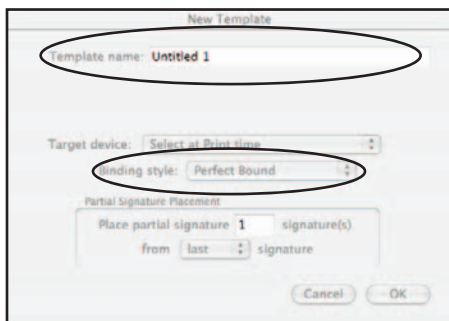 New Template
Template name: Untitled 1
Target device: Select at Print time
Binding style: Perfect Bound
Partial Signature Placement
Place partial signature 1 signature(s)
from last signature
Cancel OK